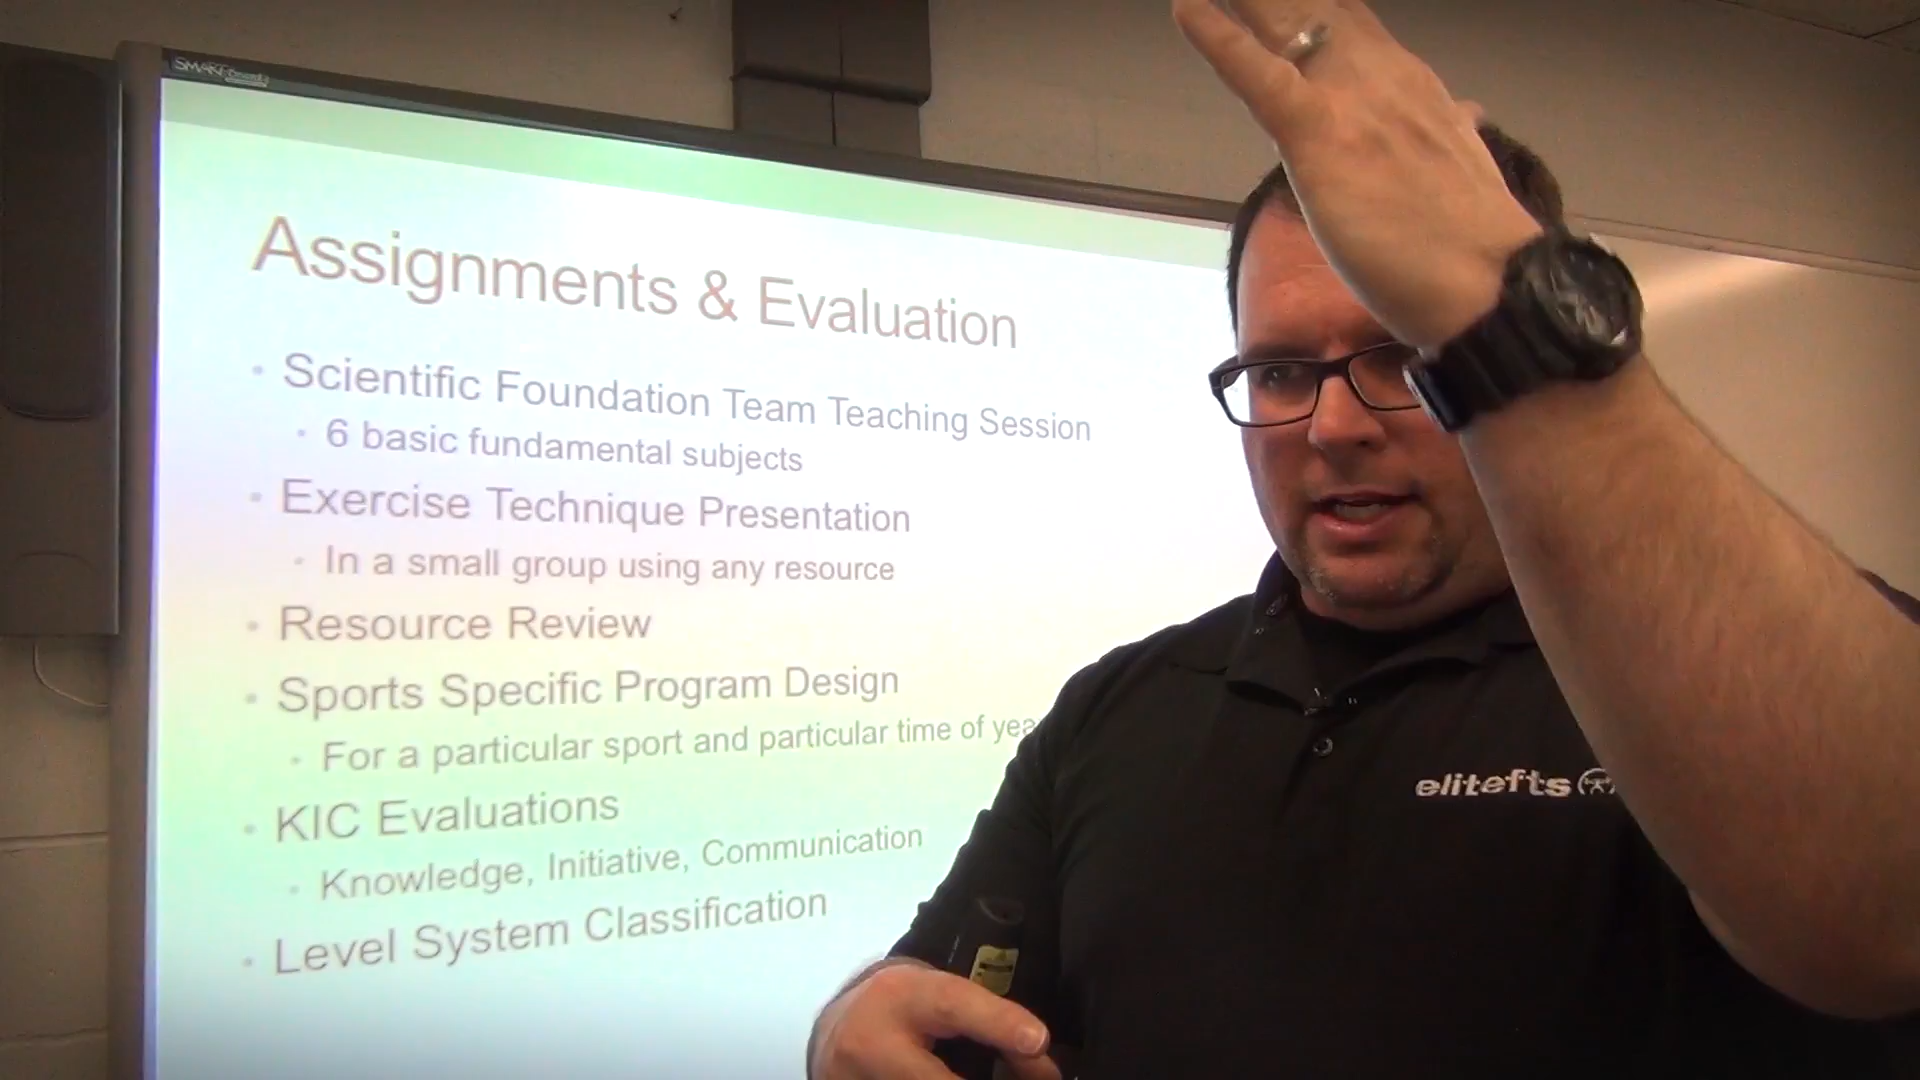 SMART Board
Assignments & Evaluation
• Scientific Foundation Team Teaching Session
• 6 basic fundamental subjects
• Exercise Technique Presentation
• In a small group using any resource
• Resource Review
• Sports Specific Program Design
• For a particular sport and particular time of yea
• KIC Evaluations
• Knowledge, Initiative, Communication
• Level System Classification
elitefts